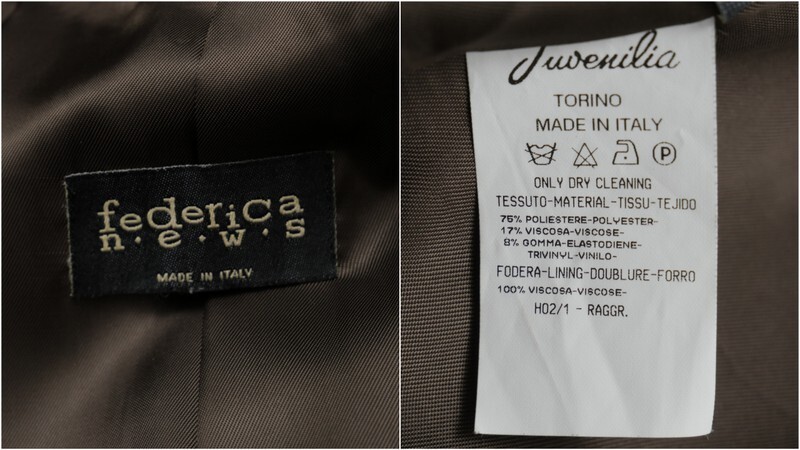 federica
n·e·w·s
MADE IN ITALY
Juvenilia
TORINO
MADE IN ITALY
P
ONLY DRY CLEANING
TESSUTO-MATERIAL-TISSU-TEJIDO
75% POLIESTERE-POLYESTER-
17% VISCOSA-VISCOSE-
8% GOMMA-ELASTODIENE-
TRIVINYL-VINILO-
FODERA-LINING-DOUBLURE-FORRO
100% VISCOSA-VISCOSE-
H02/1 - RAGGR.